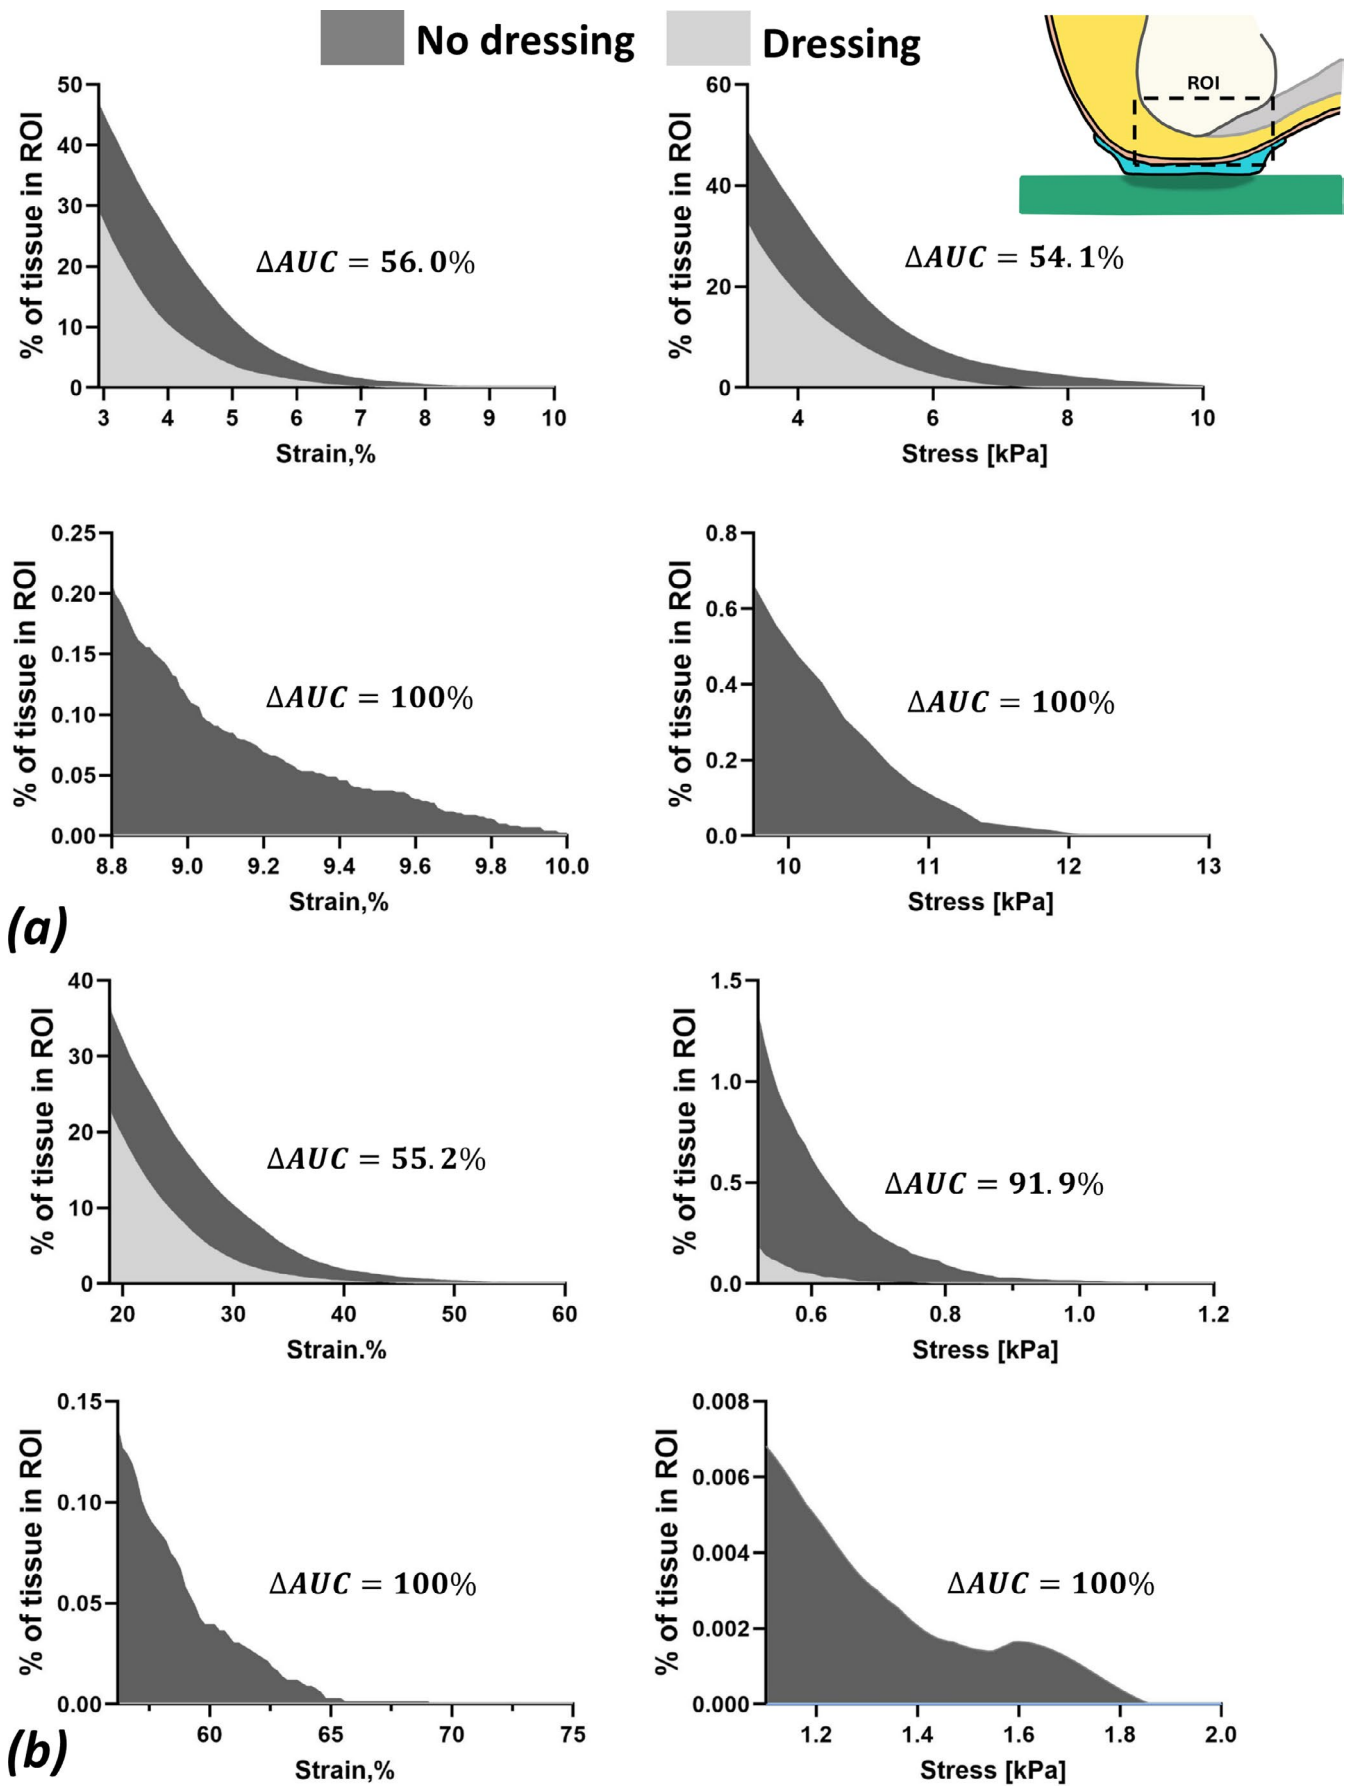 No dressing
Dressing
ROI
% of tissue in ROI
50
40
30
20
10
0
ΔAUC = 56.0%
3 4 5 6 7 8 9 10
Strain,%
% of tissue in ROI
60
40
20
0
ΔAUC = 54.1%
4 6 8 10
Stress [kPa]
% of tissue in ROI
0.25
0.20
0.15
0.10
0.05
0.00
ΔAUC = 100%
8.8 9.0 9.2 9.4 9.6 9.8 10.0
Strain,%
% of tissue in ROI
0.8
0.6
0.4
0.2
0.0
ΔAUC = 100%
10 11 12 13
Stress [kPa]
(a)
% of tissue in ROI
40
30
20
10
0
ΔAUC = 55.2%
20 30 40 50 60
Strain.%
% of tissue in ROI
1.5
1.0
0.5
0.0
ΔAUC = 91.9%
0.6 0.8 1.0 1.2
Stress [kPa]
% of tissue in ROI
0.15
0.10
0.05
0.00
ΔAUC = 100%
60 65 70 75
Strain,%
% of tissue in ROI
0.008
0.006
0.004
0.002
0.000
ΔAUC = 100%
1.2 1.4 1.6 1.8 2.0
Stress [kPa]
(b)